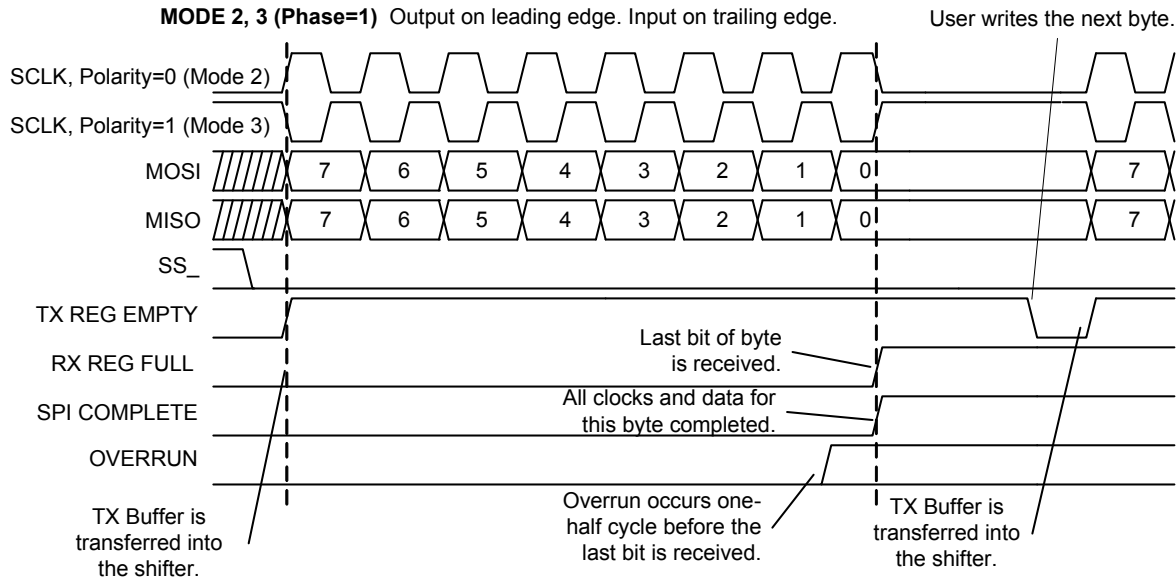 MODE 2, 3 (Phase=1) Output on leading edge. Input on trailing edge.
User writes the next byte.
SCLK, Polarity=0 (Mode 2)
SCLK, Polarity=1 (Mode 3)
MOSI 7 6 5 4 3 2 1 0 7
MISO 7 6 5 4 3 2 1 0 7
SS_
TX REG EMPTY
Last bit of byte
is received.
RX REG FULL
All clocks and data for
this byte completed.
SPI COMPLETE
OVERRUN
TX Buffer is
transferred into
the shifter.
Overrun occurs one-
half cycle before the
last bit is received.
TX Buffer is
transferred into
the shifter.